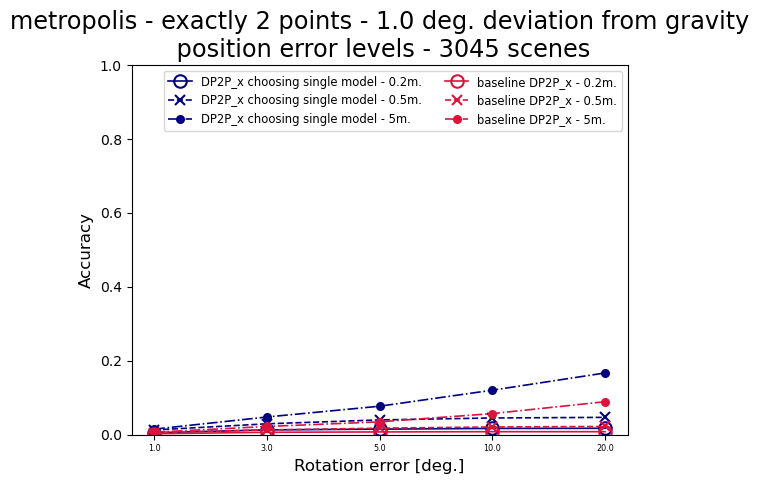 metropolis - exactly 2 points - 1.0 deg. deviation from gravity
position error levels - 3045 scenes
DP2P_x choosing single model - 0.2m.
DP2P_x choosing single model - 0.5m.
DP2P_x choosing single model - 5m.
baseline DP2P_x - 0.2m.
baseline DP2P_x - 0.5m.
baseline DP2P_x - 5m.
Accuracy
1.0
0.8
0.6
0.4
0.2
0.0
1.0
3.0
5.0
10.0
20.0
Rotation error [deg.]